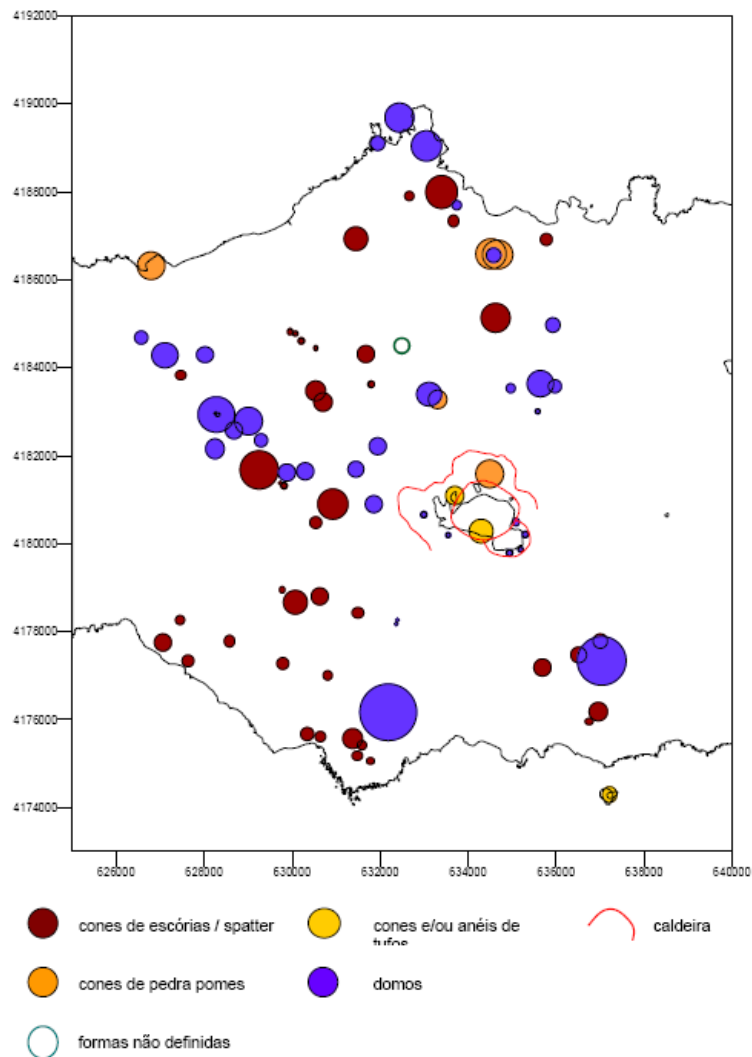 4192000
4190000
4188000
4186000
4184000
4182000
4180000
4178000
4176000
4174000
626000 628000 630000 632000 634000 636000 638000 640000
cones de escórias / spatter
cones e/ou anéis de
tufos
caldeira
cones de pedra pomes
domos
formas não definidas